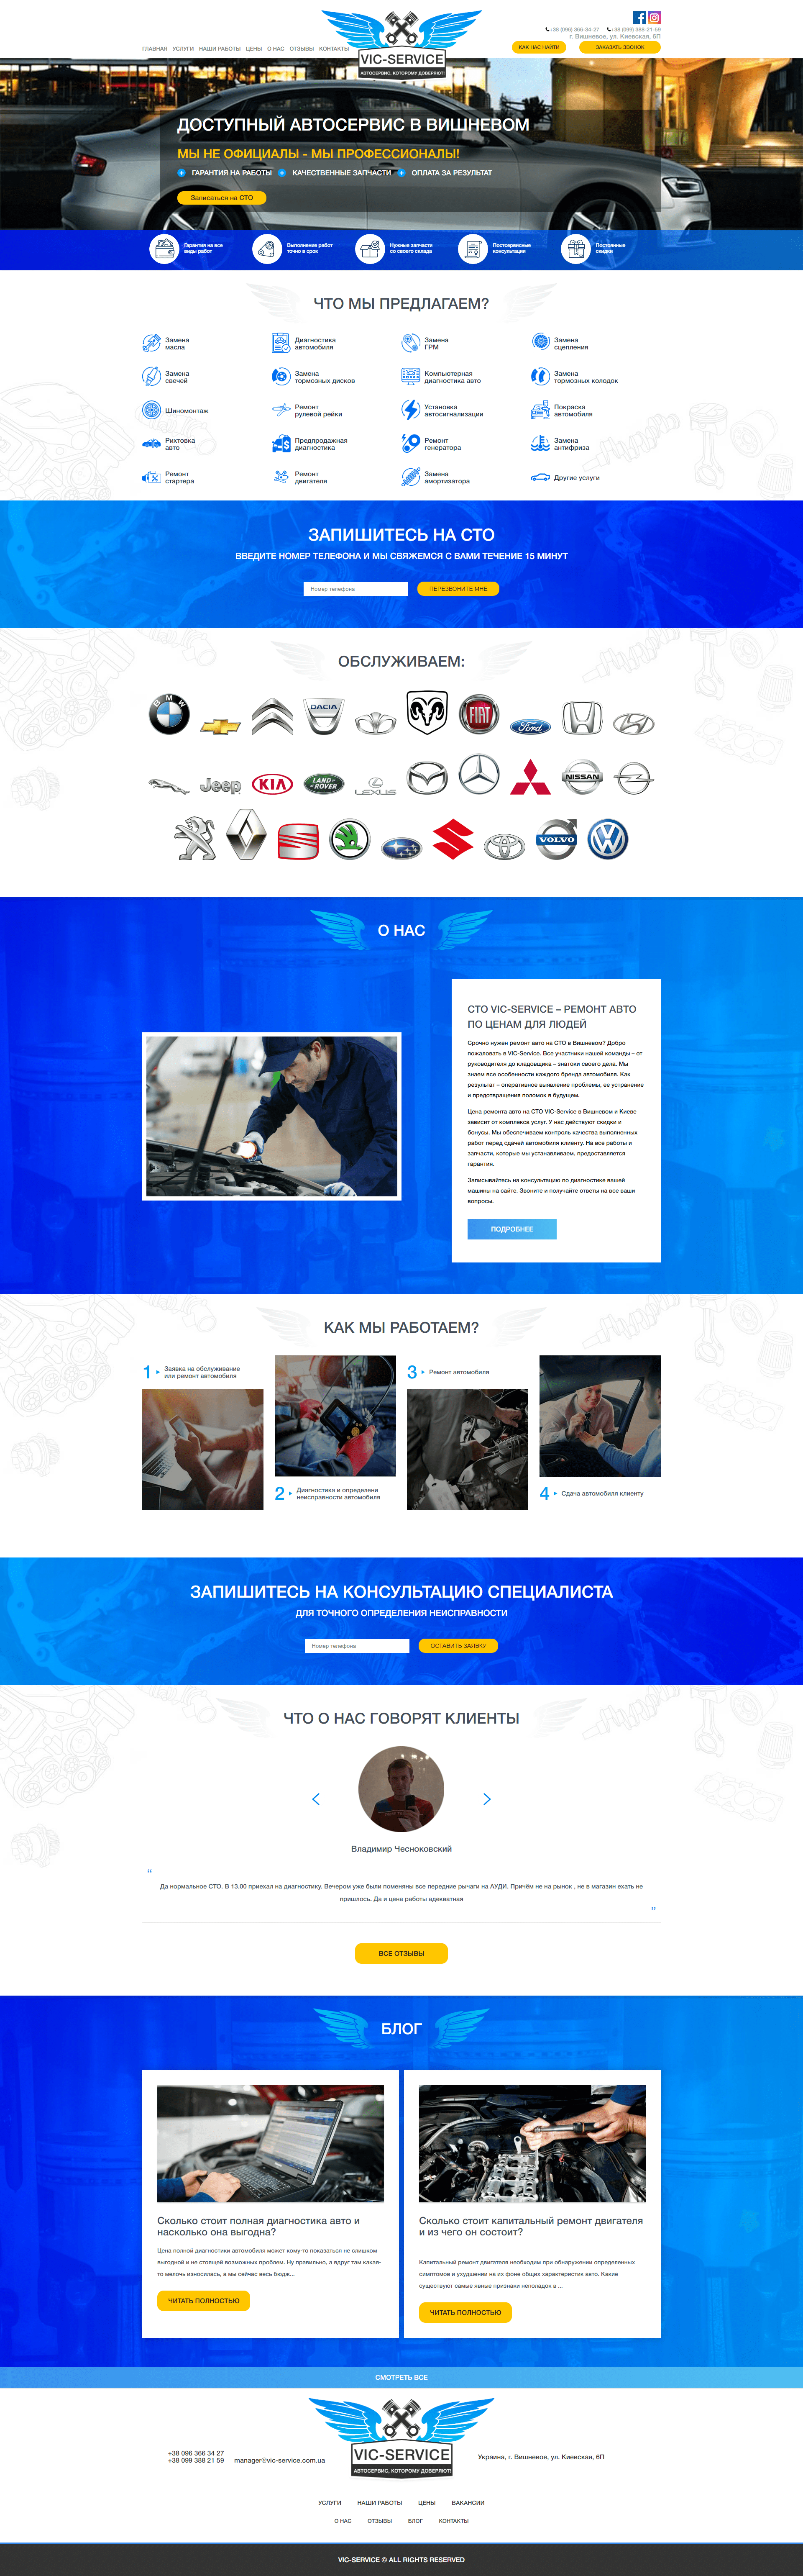 ГЛАВНАЯ УСЛУГИ НАШИ РАБОТЫ ЦЕНЫ О НАС ОТЗЫВЫ КОНТАКТЫ
VIC-SERVICE
АВТОСЕРВИС, КОТОРОМУ ДОВЕРЯЮТ!
+38 (096) 366-34-27 +38 (099) 388-21-59
г. Вишневое, ул. Киевская, 6П
КАК НАС НАЙТИ ЗАКАЗАТЬ ЗВОНОК
ДОСТУПНЫЙ АВТОСЕРВИС В ВИШНЕВОМ
МЫ НЕ ОФИЦИАЛЫ - МЫ ПРОФЕССИОНАЛЫ!
ГАРАНТИЯ НА РАБОТЫ КАЧЕСТВЕННЫЕ ЗАПЧАСТИ ОПЛАТА ЗА РЕЗУЛЬТАТ
Записаться на СТО
Гарантия на все
виды работ
Выполнение работ
точно в срок
Нужные запчасти
со своего склада
Постсервисные
консультации
Постоянные
скидки
ЧТО МЫ ПРЕДЛАГАЕМ?
Замена
масла
Диагностика
автомобиля
Замена
ГРМ
Замена
сцепления
Замена
свечей
Замена
тормозных дисков
Компьютерная
диагностика авто
Замена
тормозных колодок
Шиномонтаж
Ремонт
рулевой рейки
Установка
автосигнализации
Покраска
автомобиля
Рихтовка
авто
Предпродажная
диагностика
Ремонт
генератора
Замена
антифриза
Ремонт
стартера
Ремонт
двигателя
Замена
амортизатора
Другие услуги
ЗАПИШИТЕСЬ НА СТО
ВВЕДИТЕ НОМЕР ТЕЛЕФОНА И МЫ СВЯЖЕМСЯ С ВАМИ ТЕЧЕНИЕ 15 МИНУТ
Номер телефона ПЕРЕЗВОНИТЕ МНЕ
ОБСЛУЖИВАЕМ:
BMW DACIA FIAT Ford
Jeep KIA LAND ROVER LEXUS NISSAN
VOLVO
О НАС
СТО VIC-SERVICE – РЕМОНТ АВТО
ПО ЦЕНАМ ДЛЯ ЛЮДЕЙ
Срочно нужен ремонт авто на СТО в Вишневом? Добро
пожаловать в VIC-Service. Все участники нашей команды – от
руководителя до кладовщика – знатоки своего дела. Мы
знаем все особенности каждого бренда автомобиля. Как
результат – оперативное выявление проблемы, ее устранение
и предотвращения поломок в будущем.
Цена ремонта авто на СТО VIC-Service в Вишневом и Киеве
зависит от комплекса услуг. У нас действуют скидки и
бонусы. Мы обеспечиваем контроль качества выполненных
работ перед сдачей автомобиля клиенту. На все работы и
запчасти, которые мы устанавливаем, предоставляется
гарантия.
Записывайтесь на консультацию по диагностике вашей
машины на сайте. Звоните и получайте ответы на все ваши
вопросы.
ПОДРОБНЕЕ
КАК МЫ РАБОТАЕМ?
1 Заявка на обслуживание
или ремонт автомобиля
2 Диагностика и определени
неисправности автомобиля
3 Ремонт автомобиля
4 Сдача автомобиля клиенту
ЗАПИШИТЕСЬ НА КОНСУЛЬТАЦИЮ СПЕЦИАЛИСТА
ДЛЯ ТОЧНОГО ОПРЕДЕЛЕНИЯ НЕИСПРАВНОСТИ
Номер телефона ОСТАВИТЬ ЗАЯВКУ
ЧТО О НАС ГОВОРЯТ КЛИЕНТЫ
Владимир Чесноковский
“
Да нормальное СТО. В 13.00 приехал на диагностику. Вечером уже были поменяны все передние рычаги на АУДИ. Причём не на рынок , не в магазин ехать не
пришлось. Да и цена работы адекватная
”
ВСЕ ОТЗЫВЫ
БЛОГ
Сколько стоит полная диагностика авто и
насколько она выгодна?
Цена полной диагностики автомобиля может кому-то показаться не слишком
выгодной и не стоящей возможных проблем. Ну правильно, а вдруг там какая-
то мелочь износилась, а мы сейчас весь бюдж...
ЧИТАТЬ ПОЛНОСТЬЮ
Сколько стоит капитальный ремонт двигателя
и из чего он состоит?
Капитальный ремонт двигателя необходим при обнаружении определенных
симптомов и ухудшении на их фоне общих характеристик авто. Какие
существуют самые явные признаки неполадок в ...
ЧИТАТЬ ПОЛНОСТЬЮ
СМОТРЕТЬ ВСЕ
+38 096 366 34 27
+38 099 388 21 59
manager@vic-service.com.ua
VIC-SERVICE
АВТОСЕРВИС, КОТОРОМУ ДОВЕРЯЮТ!
Украина, г. Вишневое, ул. Киевская, 6П
УСЛУГИ НАШИ РАБОТЫ ЦЕНЫ ВАКАНСИИ
О НАС ОТЗЫВЫ БЛОГ КОНТАКТЫ
VIC-SERVICE © ALL RIGHTS RESERVED